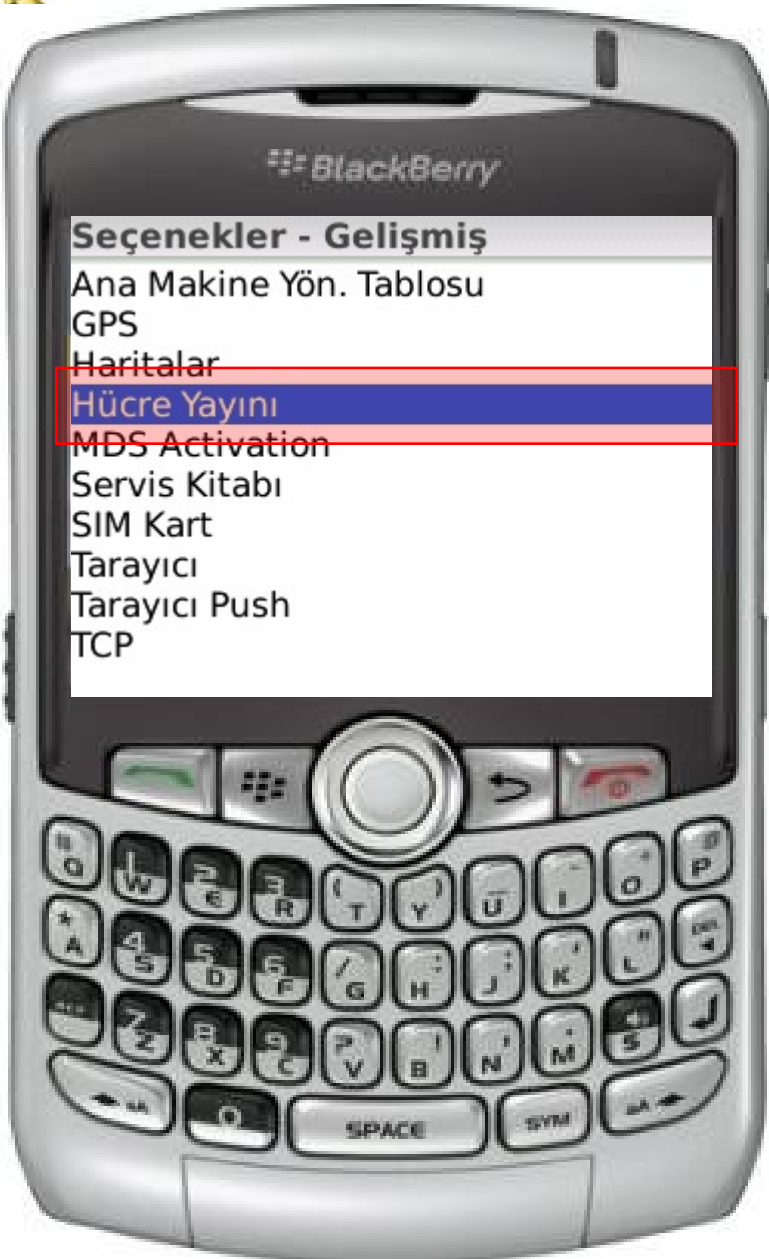 BlackBerry
Seçenekler - Gelişmiş
Ana Makine Yön. Tablosu
GPS
Haritalar
Hücre Yayını
MDS Activation
Servis Kitabı
SIM Kart
Tarayıcı
Tarayıcı Push
TCP
Q W E R T Y U I O P
A S D F G H J K L DEL
Z X C V B N M
SPACE SYM